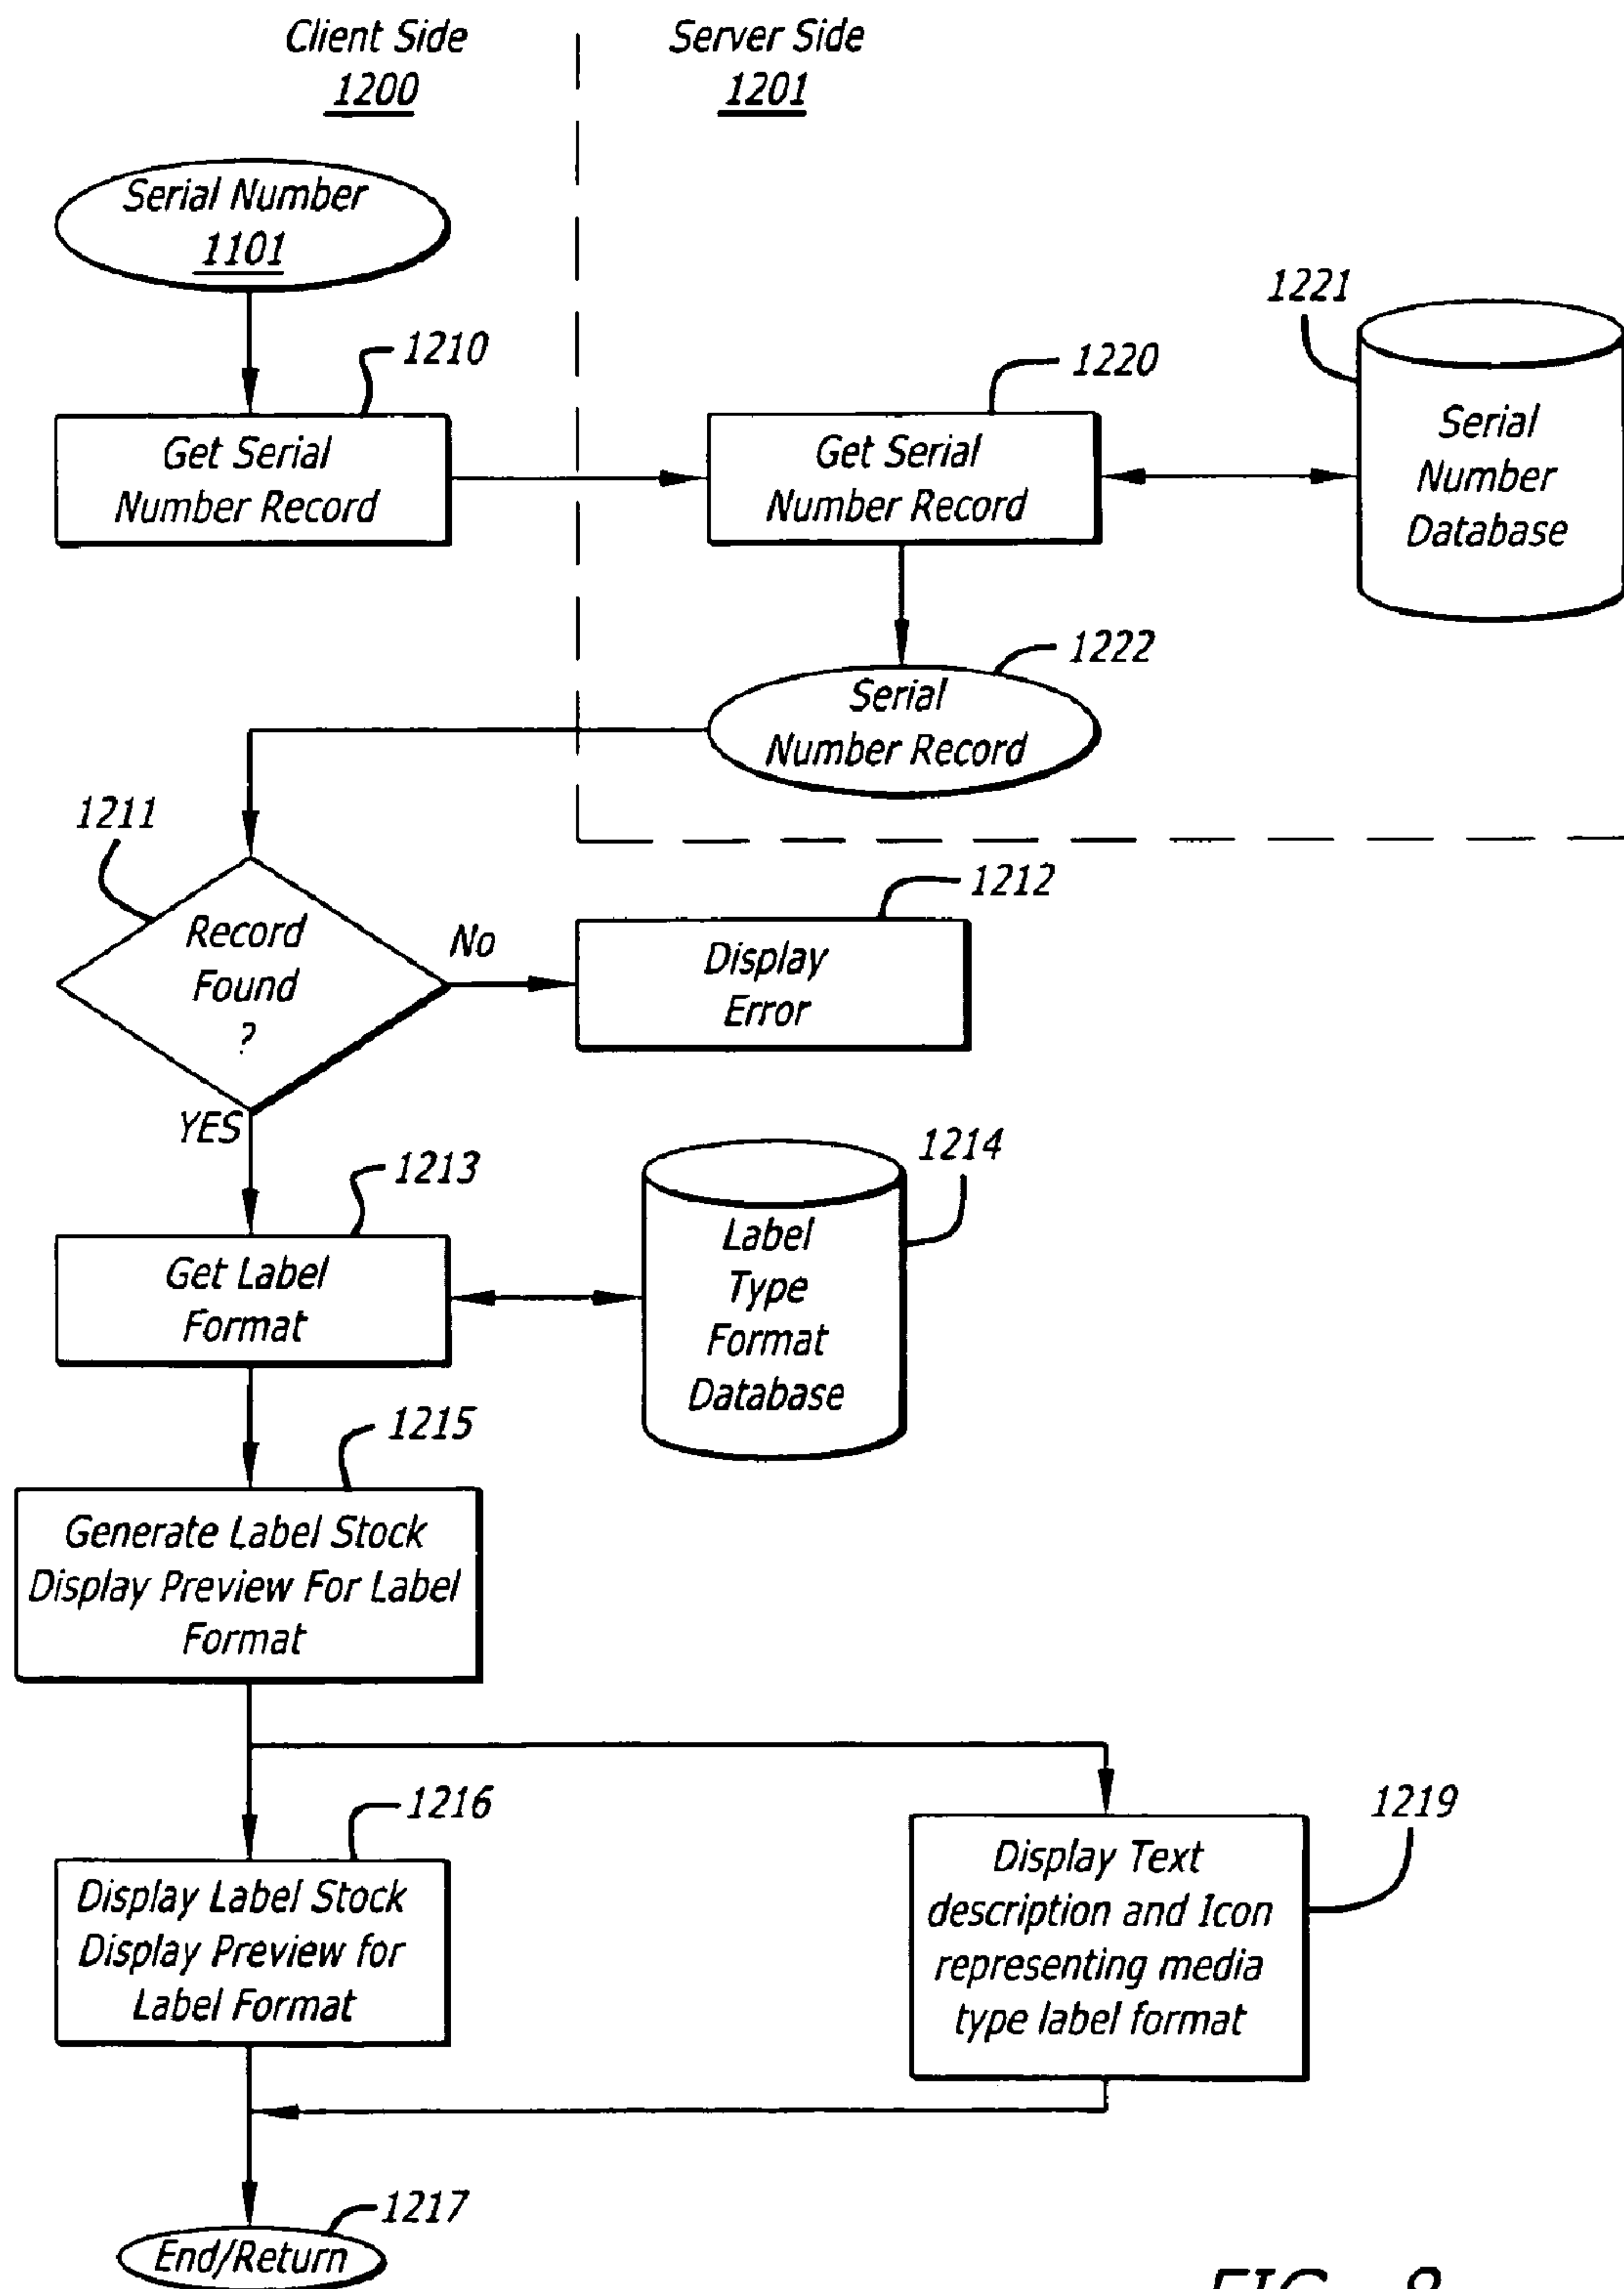 Client Side
1200
Server Side
1201
Serial Number
1101
1210
Get Serial
Number Record
1220
Get Serial
Number Record
1221
Serial
Number
Database
1222
Serial
Number Record
1211
Record
Found
?
No
1212
Display
Error
YES
1213
Get Label
Format
1214
Label
Type
Format
Database
1215
Generate Label Stock
Display Preview For Label
Format
1216
Display Label Stock
Display Preview for
Label Format
1219
Display Text
description and Icon
representing media
type label format
1217
End/Return